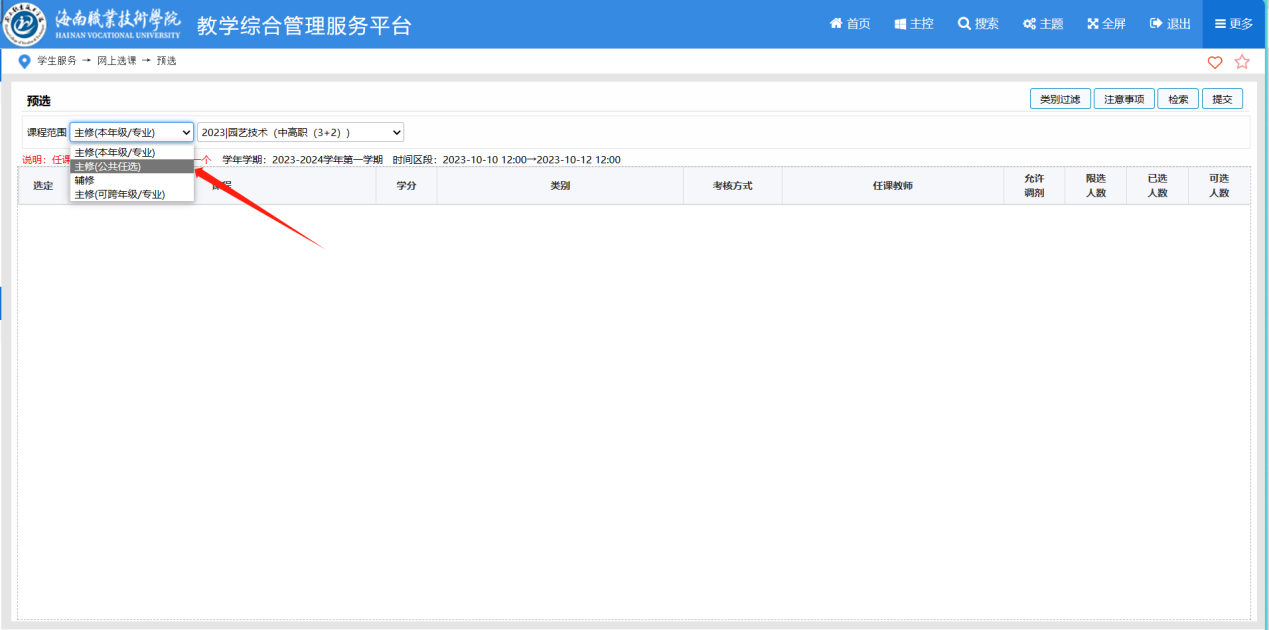 海南職業技術學院
HAINAN VOCATIONAL UNIVERSITY
教学综合管理服务平台
首页 主控 搜索 主题 全屏 退出 更多
学生服务 → 网上选课 → 预选
预选
类别过滤 注意事项 检索 提交
课程范围 主修(本年级/专业) 2023|园艺技术（中高职（3+2））
主修(本年级/专业)
主修(公共任选)
辅修
主修(可跨年级/专业)
说明：任课 一个 学年学期：2023-2024学年第一学期 时间区段：2023-10-10 12:00→2023-10-12 12:00
选定 课程 学分 类别 考核方式 任课教师 允许调剂 限选人数 已选人数 可选人数